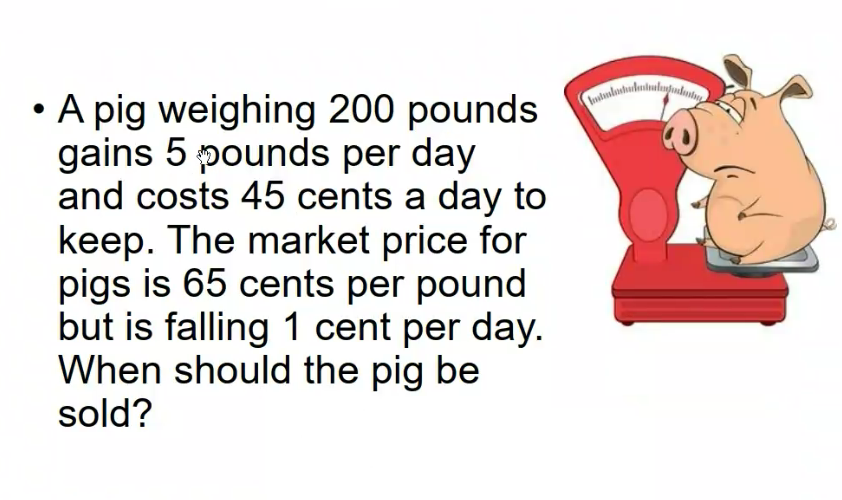 • A pig weighing 200 pounds
gains 5 pounds per day
and costs 45 cents a day to
keep. The market price for
pigs is 65 cents per pound
but is falling 1 cent per day.
When should the pig be
sold?